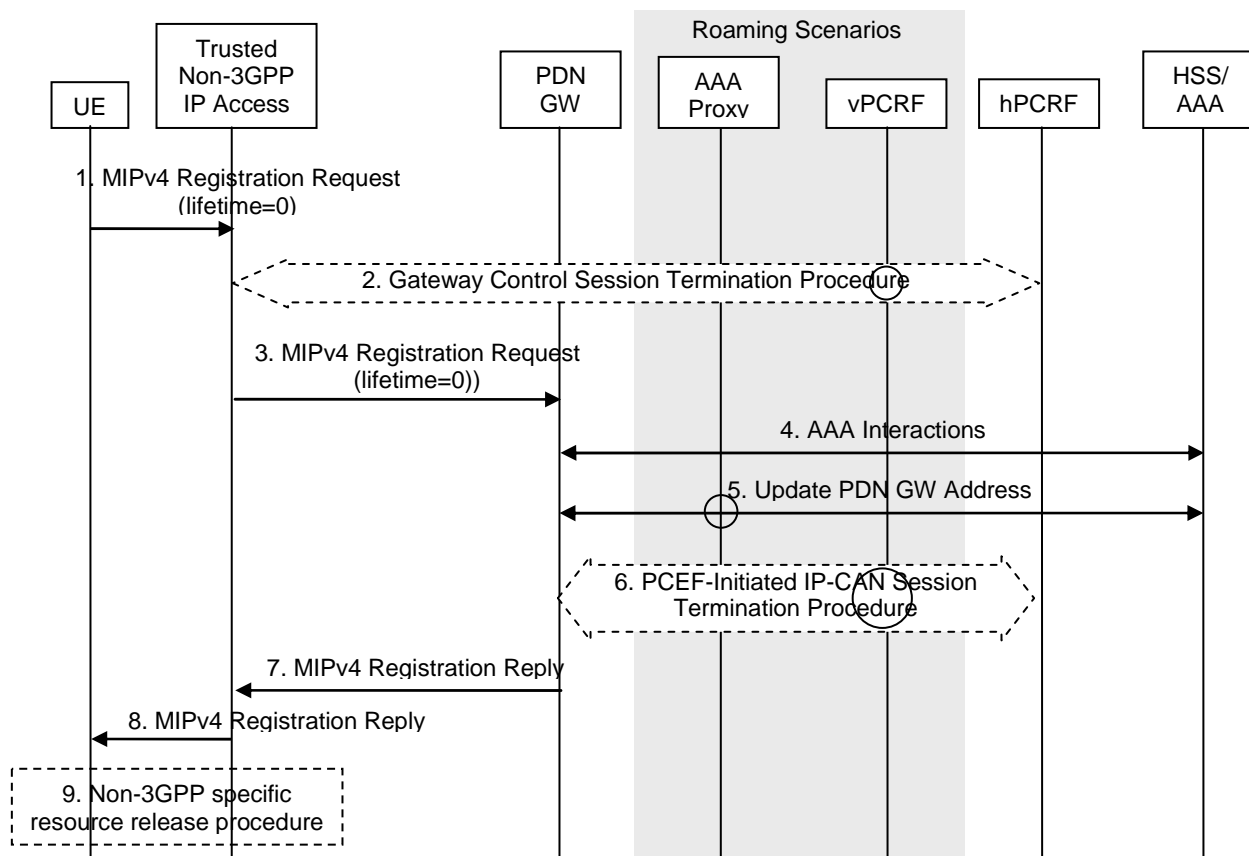 Roaming Scenarios
UE
Trusted
Non-3GPP
IP Access
PDN
GW
AAA
Proxy
vPCRF
hPCRF
HSS/
AAA
1. MIPv4 Registration Request
(lifetime=0)
2. Gateway Control Session Termination Procedure
3. MIPv4 Registration Request
(lifetime=0))
4. AAA Interactions
5. Update PDN GW Address
6. PCEF-Initiated IP-CAN Session
Termination Procedure
7. MIPv4 Registration Reply
8. MIPv4 Registration Reply
9. Non-3GPP specific
resource release procedure